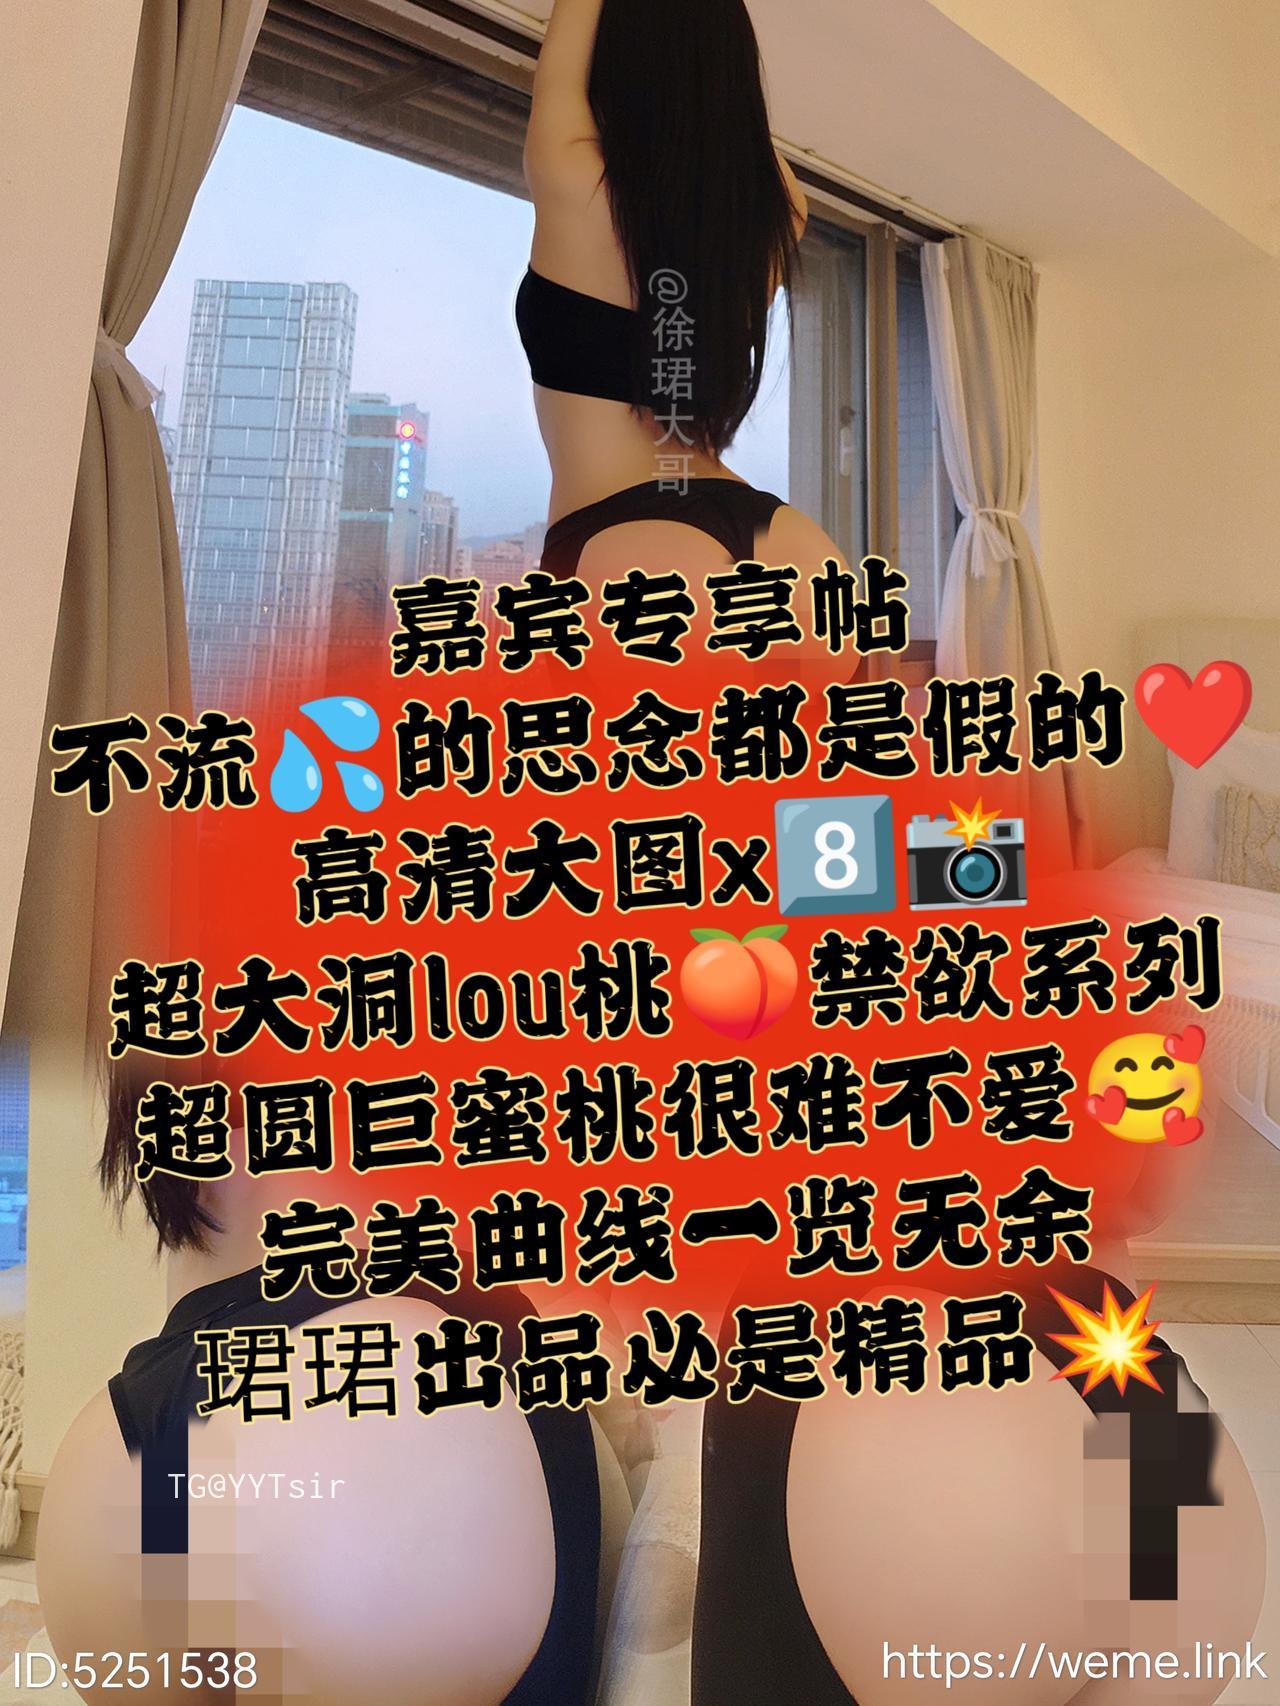 @徐珺大哥
嘉宾专享帖
不流💦的思念都是假的❤️
高清大图x8️⃣📸
超大洞lou桃🍑禁欲系列
超圆巨蜜桃很难不爱🥰
完美曲线一览无余
珺珺出品必是精品💥
TG@YYTsir
ID:5251538
https://weme.link